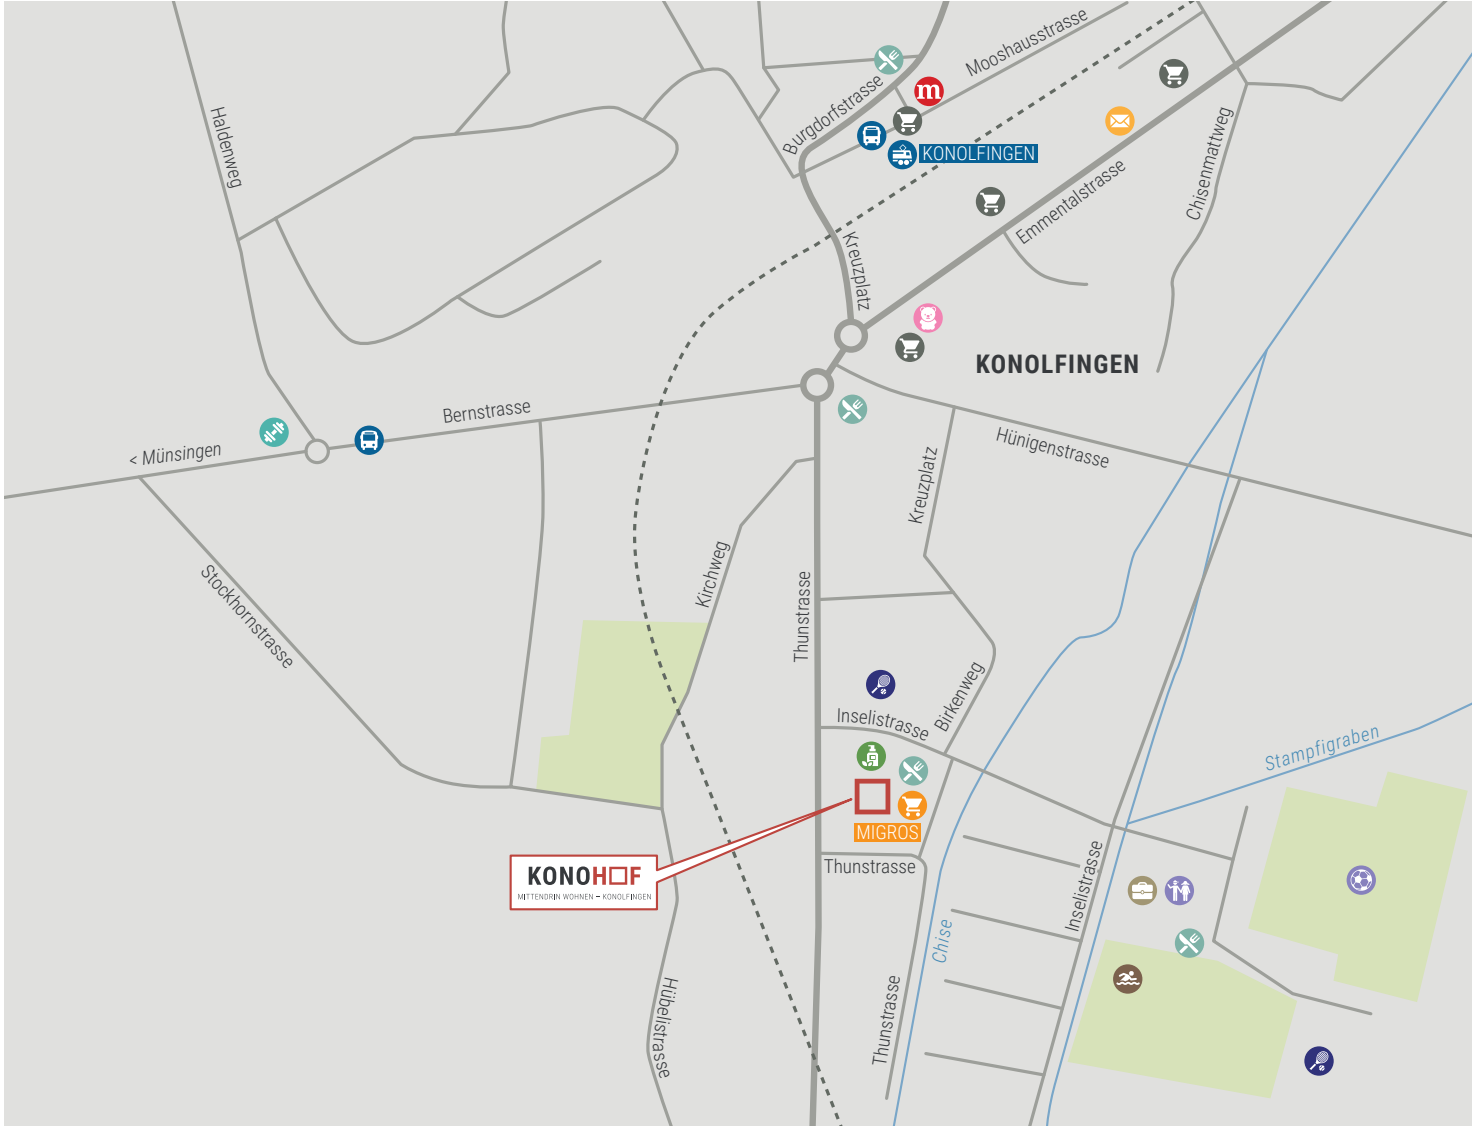 Mooshausstrasse
Burgdorfstrasse
m
Haldenweg
KONOLFINGEN
Chisenmattweg
Emmentalstrasse
Kreuzplatz
KONOLFINGEN
Bernstrasse
< Münsingen
Hünigenstrasse
Kreuzplatz
Stockhornstrasse
Kirchweg
Thunstrasse
Birkenweg
Inselistrasse
Stampfigraben
MIGROS
Thunstrasse
KONOHOF
MITTENDRIN WOHNEN – KONOLFINGEN
Inselistrasse
Chise
Hübelistrasse
Thunstrasse